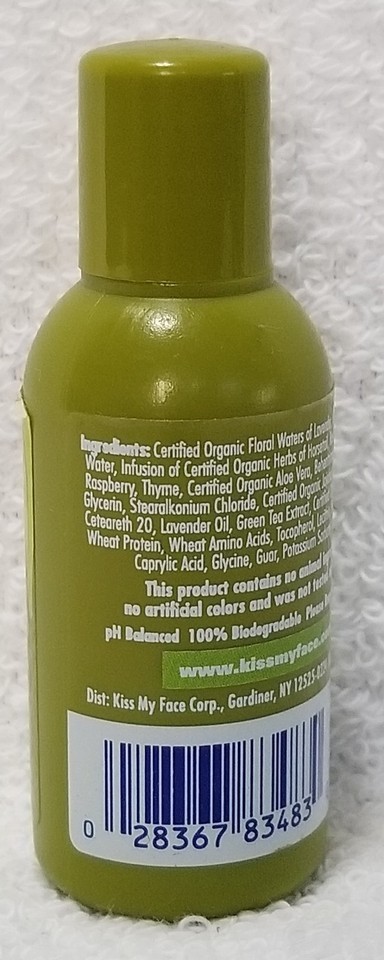 Ingredients: Certified Organic Floral Waters of
Water, Infusion of Certified Organic Herbs of
Raspberry, Thyme, Certified Organic Aloe Vera,
Glycerin, Stearalkonium Chloride, Certified Organic
Ceteareth 20, Lavender Oil, Green Tea Extract,
Wheat Protein, Wheat Amino Acids, Tocopherol,
Caprylic Acid, Glycine, Guar, Potassium
This product contains no animal
no artificial colors and was not tested
pH Balanced 100% Biodegradable Please
www.kissmyface.
Dist: Kiss My Face Corp., Gardiner, NY 12525-
0 28367 83483